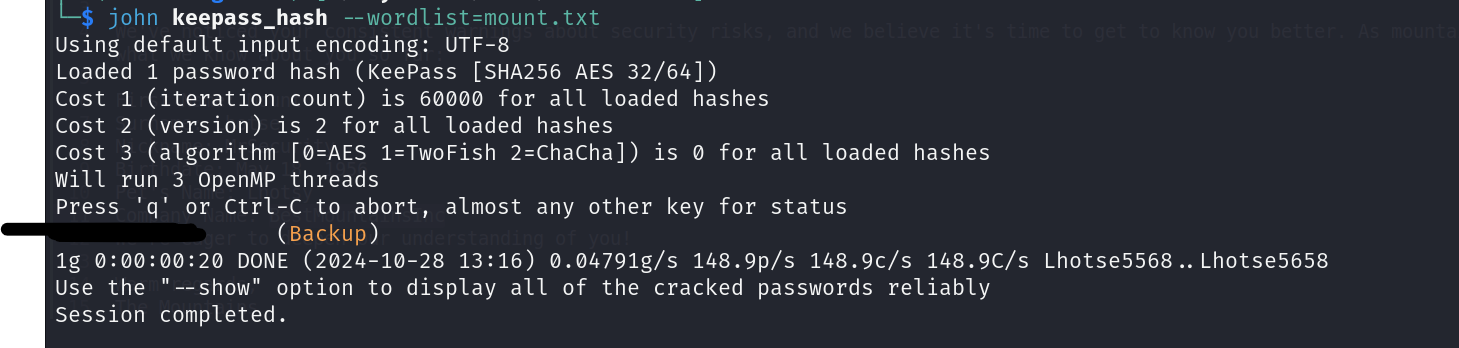 └─$ john keepass_hash --wordlist=mount.txt
Using default input encoding: UTF-8
Loaded 1 password hash (KeePass [SHA256 AES 32/64])
Cost 1 (iteration count) is 60000 for all loaded hashes
Cost 2 (version) is 2 for all loaded hashes
Cost 3 (algorithm [0=AES 1=TwoFish 2=ChaCha]) is 0 for all loaded hashes
Will run 3 OpenMP threads
Press 'q' or Ctrl-C to abort, almost any other key for status
(Backup)
1g 0:00:00:20 DONE (2024-10-28 13:16) 0.04791g/s 148.9p/s 148.9c/s 148.9C/s Lhotse5568..Lhotse5658
Use the "--show" option to display all of the cracked passwords reliably
Session completed.